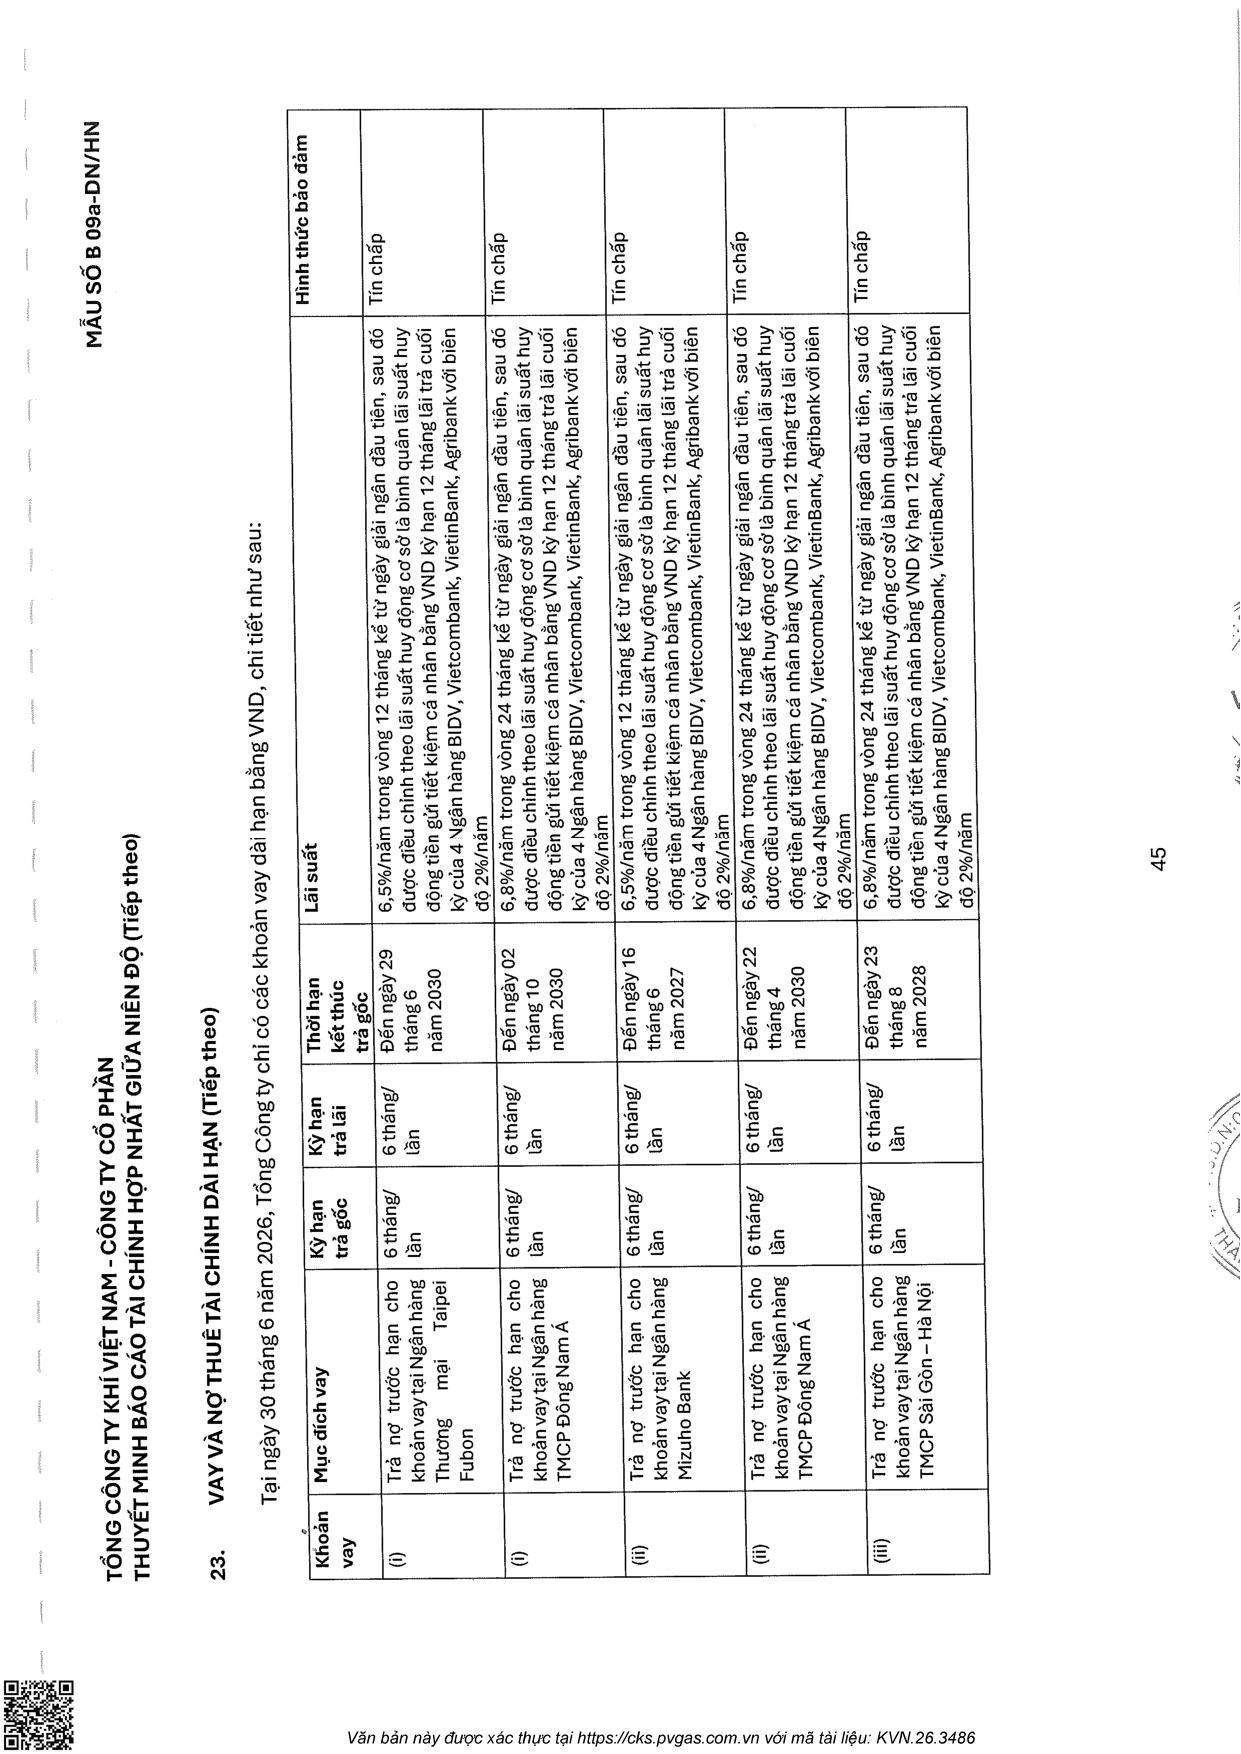 MẪU SỐ B 09a-DN/HN
TỔNG CÔNG TY KHÍ VIỆT NAM - CÔNG TY CỔ PHẦN
THUYẾT MINH BÁO CÁO TÀI CHÍNH HỢP NHẤT GIỮA NIÊN ĐỘ (Tiếp theo)
23. VAY VÀ NỢ THUÊ TÀI CHÍNH DÀI HẠN (Tiếp theo)
Tại ngày 30 tháng 6 năm 2026, Tổng Công ty chỉ có các khoản vay dài hạn bằng VND, chi tiết như sau:
Khoản
vay
Mục đích vay
Kỳ hạn
trả gốc
Kỳ hạn
trả lãi
Thời hạn
kết thúc
trả gốc
Lãi suất
Hình thức bảo đảm
(i)
Trả nợ trước hạn cho
khoản vay tại Ngân hàng
Thương mại Taipei
Fubon
6 tháng/
lần
6 tháng/
lần
Đến ngày 29
tháng 6
năm 2030
6,5%/năm trong vòng 12 tháng kể từ ngày giải ngân đầu tiên, sau đó
được điều chỉnh theo lãi suất huy động cơ sở là bình quân lãi suất huy
động tiền gửi tiết kiệm cá nhân bằng VND kỳ hạn 12 tháng lãi trả cuối
kỳ của 4 Ngân hàng BIDV, Vietcombank, VietinBank, Agribank với biên
độ 2%/năm
Tín chấp
(i)
Trả nợ trước hạn cho
khoản vay tại Ngân hàng
TMCP Đông Nam Á
6 tháng/
lần
6 tháng/
lần
Đến ngày 02
tháng 10
năm 2030
6,8%/năm trong vòng 24 tháng kể từ ngày giải ngân đầu tiên, sau đó
được điều chỉnh theo lãi suất huy động cơ sở là bình quân lãi suất huy
động tiền gửi tiết kiệm cá nhân bằng VND kỳ hạn 12 tháng trả lãi cuối
kỳ của 4 Ngân hàng BIDV, Vietcombank, VietinBank, Agribank với biên
độ 2%/năm
Tín chấp
(ii)
Trả nợ trước hạn cho
khoản vay tại Ngân hàng
Mizuho Bank
6 tháng/
lần
6 tháng/
lần
Đến ngày 16
tháng 6
năm 2027
6,5%/năm trong vòng 12 tháng kể từ ngày giải ngân đầu tiên, sau đó
được điều chỉnh theo lãi suất huy động cơ sở là bình quân lãi suất huy
động tiền gửi tiết kiệm cá nhân bằng VND kỳ hạn 12 tháng lãi trả cuối
kỳ của 4 Ngân hàng BIDV, Vietcombank, VietinBank, Agribank với biên
độ 2%/năm
Tín chấp
(ii)
Trả nợ trước hạn cho
khoản vay tại Ngân hàng
TMCP Đông Nam Á
6 tháng/
lần
6 tháng/
lần
Đến ngày 22
tháng 4
năm 2030
6,8%/năm trong vòng 24 tháng kể từ ngày giải ngân đầu tiên, sau đó
được điều chỉnh theo lãi suất huy động cơ sở là bình quân lãi suất huy
động tiền gửi tiết kiệm cá nhân bằng VND kỳ hạn 12 tháng trả lãi cuối
kỳ của 4 Ngân hàng BIDV, Vietcombank, VietinBank, Agribank với biên
độ 2%/năm
Tín chấp
(iii)
Trả nợ trước hạn cho
khoản vay tại Ngân hàng
TMCP Sài Gòn – Hà Nội
6 tháng/
lần
6 tháng/
lần
Đến ngày 23
tháng 8
năm 2028
6,8%/năm trong vòng 24 tháng kể từ ngày giải ngân đầu tiên, sau đó
được điều chỉnh theo lãi suất huy động cơ sở là bình quân lãi suất huy
động tiền gửi tiết kiệm cá nhân bằng VND kỳ hạn 12 tháng trả lãi cuối
kỳ của 4 Ngân hàng BIDV, Vietcombank, VietinBank, Agribank với biên
độ 2%/năm
Tín chấp
45
Văn bản này được xác thực tại https://cks.pvgas.com.vn với mã tài liệu: KVN.26.3486